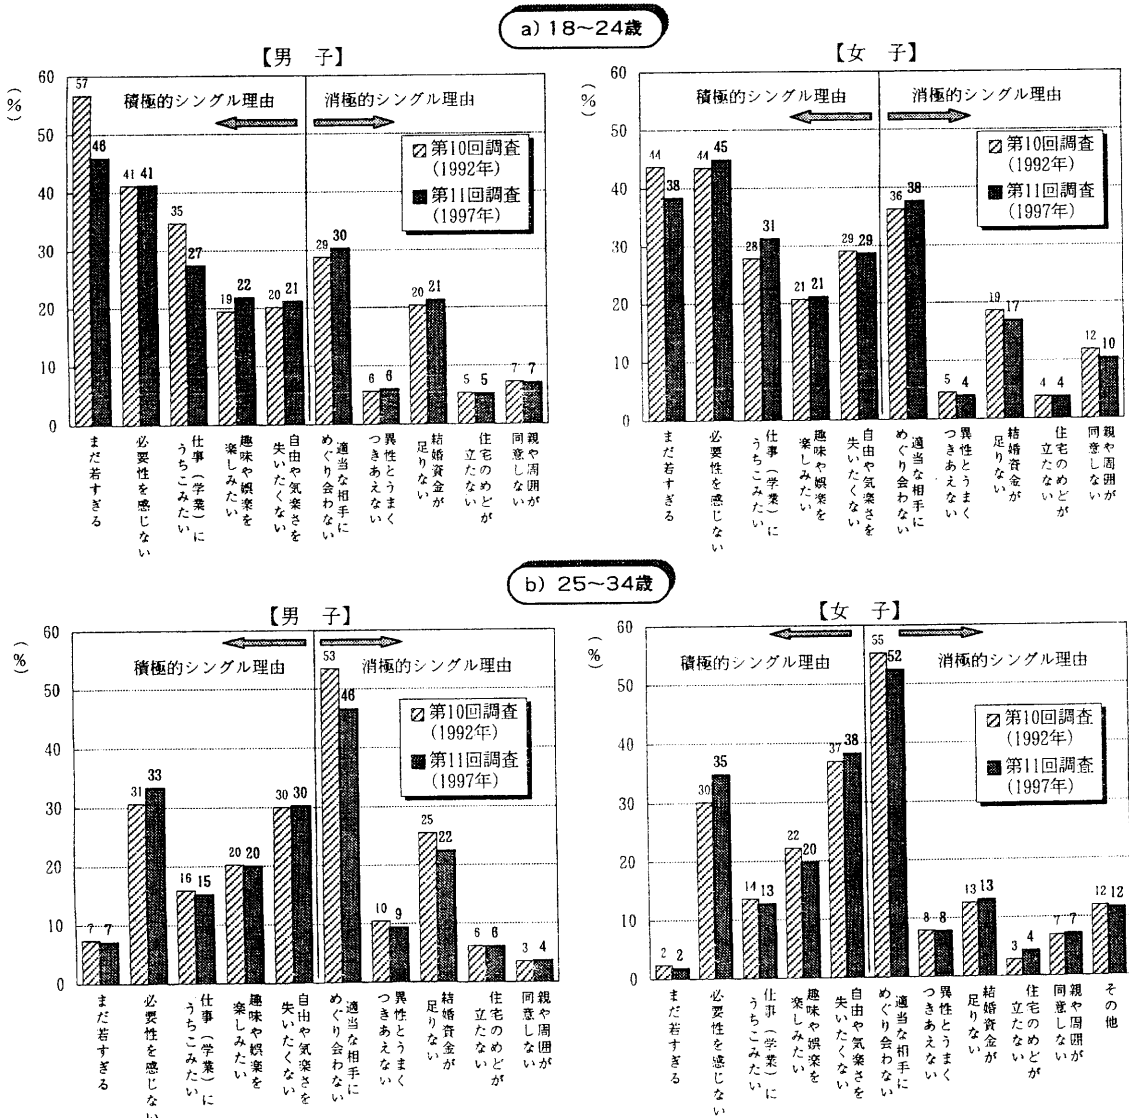 a) 18～24歳
【男　子】
(%)
60
50
40
30
20
10
0
積極的シングル理由
消極的シングル理由
第10回調査
(1992年)
第11回調査
(1997年)
57 46
41 41
35 27
19 22
20 21
29 30
6 6
20 21
5 5
7 7
まだ若すぎる
必要性を感じない
仕事（学業）に
うちこみたい
趣味や娯楽を
楽しみたい
自由や気楽さを
失いたくない
適当な相手に
めぐり会わない
異性とうまく
つきあえない
結婚資金が
足りない
住宅のめどが
立たない
親や周囲が
同意しない
【女　子】
(%)
60
50
40
30
20
10
0
積極的シングル理由
消極的シングル理由
第10回調査
(1992年)
第11回調査
(1997年)
44 38
44 45
28 31
21 21
29 29
36 38
5 4
19 17
4 4
12 10
まだ若すぎる
必要性を感じない
仕事（学業）に
うちこみたい
趣味や娯楽を
楽しみたい
自由や気楽さを
失いたくない
適当な相手に
めぐり会わない
異性とうまく
つきあえない
結婚資金が
足りない
住宅のめどが
立たない
親や周囲が
同意しない
b) 25～34歳
【男　子】
(%)
60
50
40
30
20
10
0
積極的シングル理由
消極的シングル理由
第10回調査
(1992年)
第11回調査
(1997年)
7 7
31 33
16 15
20 20
30 30
53 46
10 9
25 22
6 6
3 4
まだ若すぎる
必要性を感じない
仕事（学業）に
うちこみたい
趣味や娯楽を
楽しみたい
自由や気楽さを
失いたくない
適当な相手に
めぐり会わない
異性とうまく
つきあえない
結婚資金が
足りない
住宅のめどが
立たない
親や周囲が
同意しない
【女　子】
(%)
60
50
40
30
20
10
0
積極的シングル理由
消極的シングル理由
第10回調査
(1992年)
第11回調査
(1997年)
2 2
30 35
14 13
22 20
37 38
55 52
8 8
13 13
3 4
7 7
12 12
まだ若すぎる
必要性を感じない
仕事（学業）に
うちこみたい
趣味や娯楽を
楽しみたい
自由や気楽さを
失いたくない
適当な相手に
めぐり会わない
異性とうまく
つきあえない
結婚資金が
足りない
住宅のめどが
立たない
親や周囲が
同意しない
その他